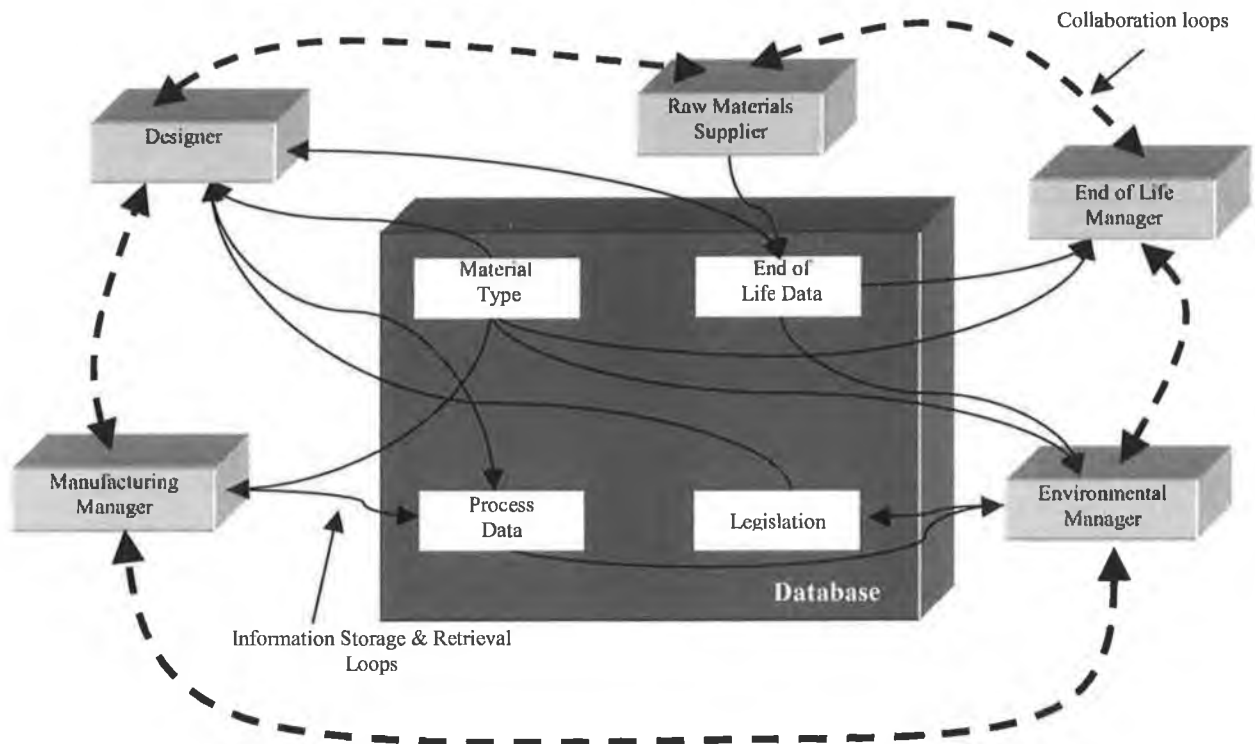 Collaboration loops
Designer
Raw Materials
Supplier
End of Life
Manager
Material
Type
End of
Life Data
Manufacturing
Manager
Process
Data
Legislation
Environmental
Manager
Database
Information Storage & Retrieval
Loops